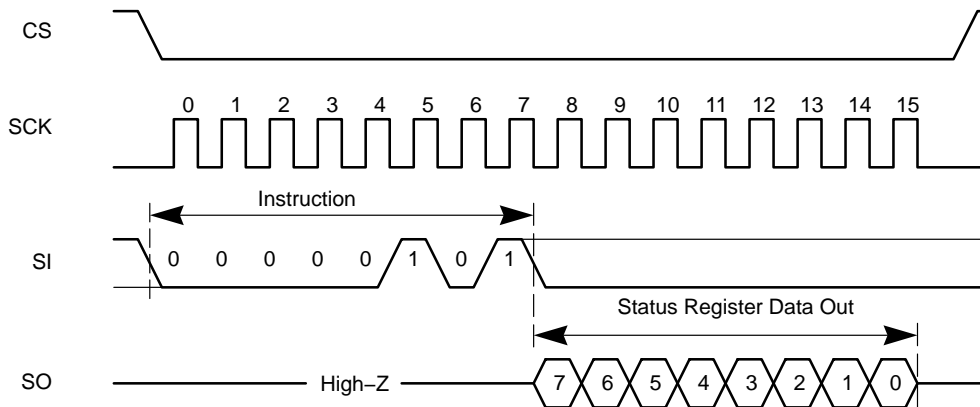 CS
0 1 2 3 4 5 6 7 8 9 10 11 12 13 14 15
SCK
Instruction
SI 0 0 0 0 0 1 0 1
Status Register Data Out
SO High–Z 7 6 5 4 3 2 1 0